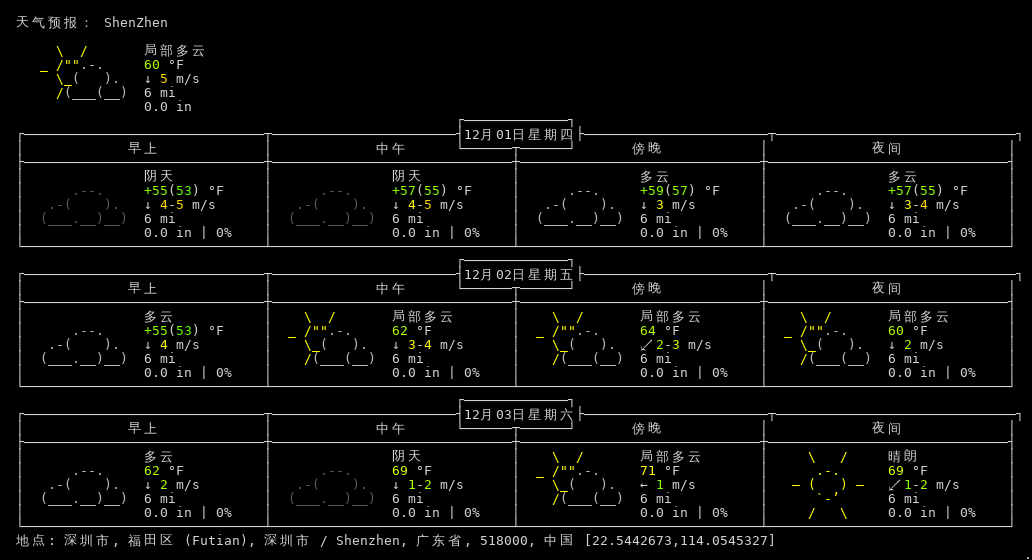 天气预报： ShenZhen
局部多云
60 °F
↓ 5 m/s
6 mi
0.0 in
12月01日星期四
早上 中午 傍晚 夜间
阴天 阴天 多云 多云
+55(53) °F +57(55) °F +59(57) °F +57(55) °F
↓ 4-5 m/s ↓ 4-5 m/s ↓ 3 m/s ↓ 3-4 m/s
6 mi 6 mi 6 mi 6 mi
0.0 in | 0% 0.0 in | 0% 0.0 in | 0% 0.0 in | 0%
12月02日星期五
早上 中午 傍晚 夜间
多云 局部多云 局部多云 局部多云
+55(53) °F 62 °F 64 °F 60 °F
↓ 4 m/s ↓ 3-4 m/s ↙ 2-3 m/s ↓ 2 m/s
6 mi 6 mi 6 mi 6 mi
0.0 in | 0% 0.0 in | 0% 0.0 in | 0% 0.0 in | 0%
12月03日星期六
早上 中午 傍晚 夜间
多云 阴天 局部多云 晴朗
62 °F 69 °F 71 °F 69 °F
↓ 2 m/s ↓ 1-2 m/s ← 1 m/s ↙ 1-2 m/s
6 mi 6 mi 6 mi 6 mi
0.0 in | 0% 0.0 in | 0% 0.0 in | 0% 0.0 in | 0%
地点: 深圳市, 福田区 (Futian), 深圳市 / Shenzhen, 广东省, 518000, 中国 [22.5442673,114.0545327]